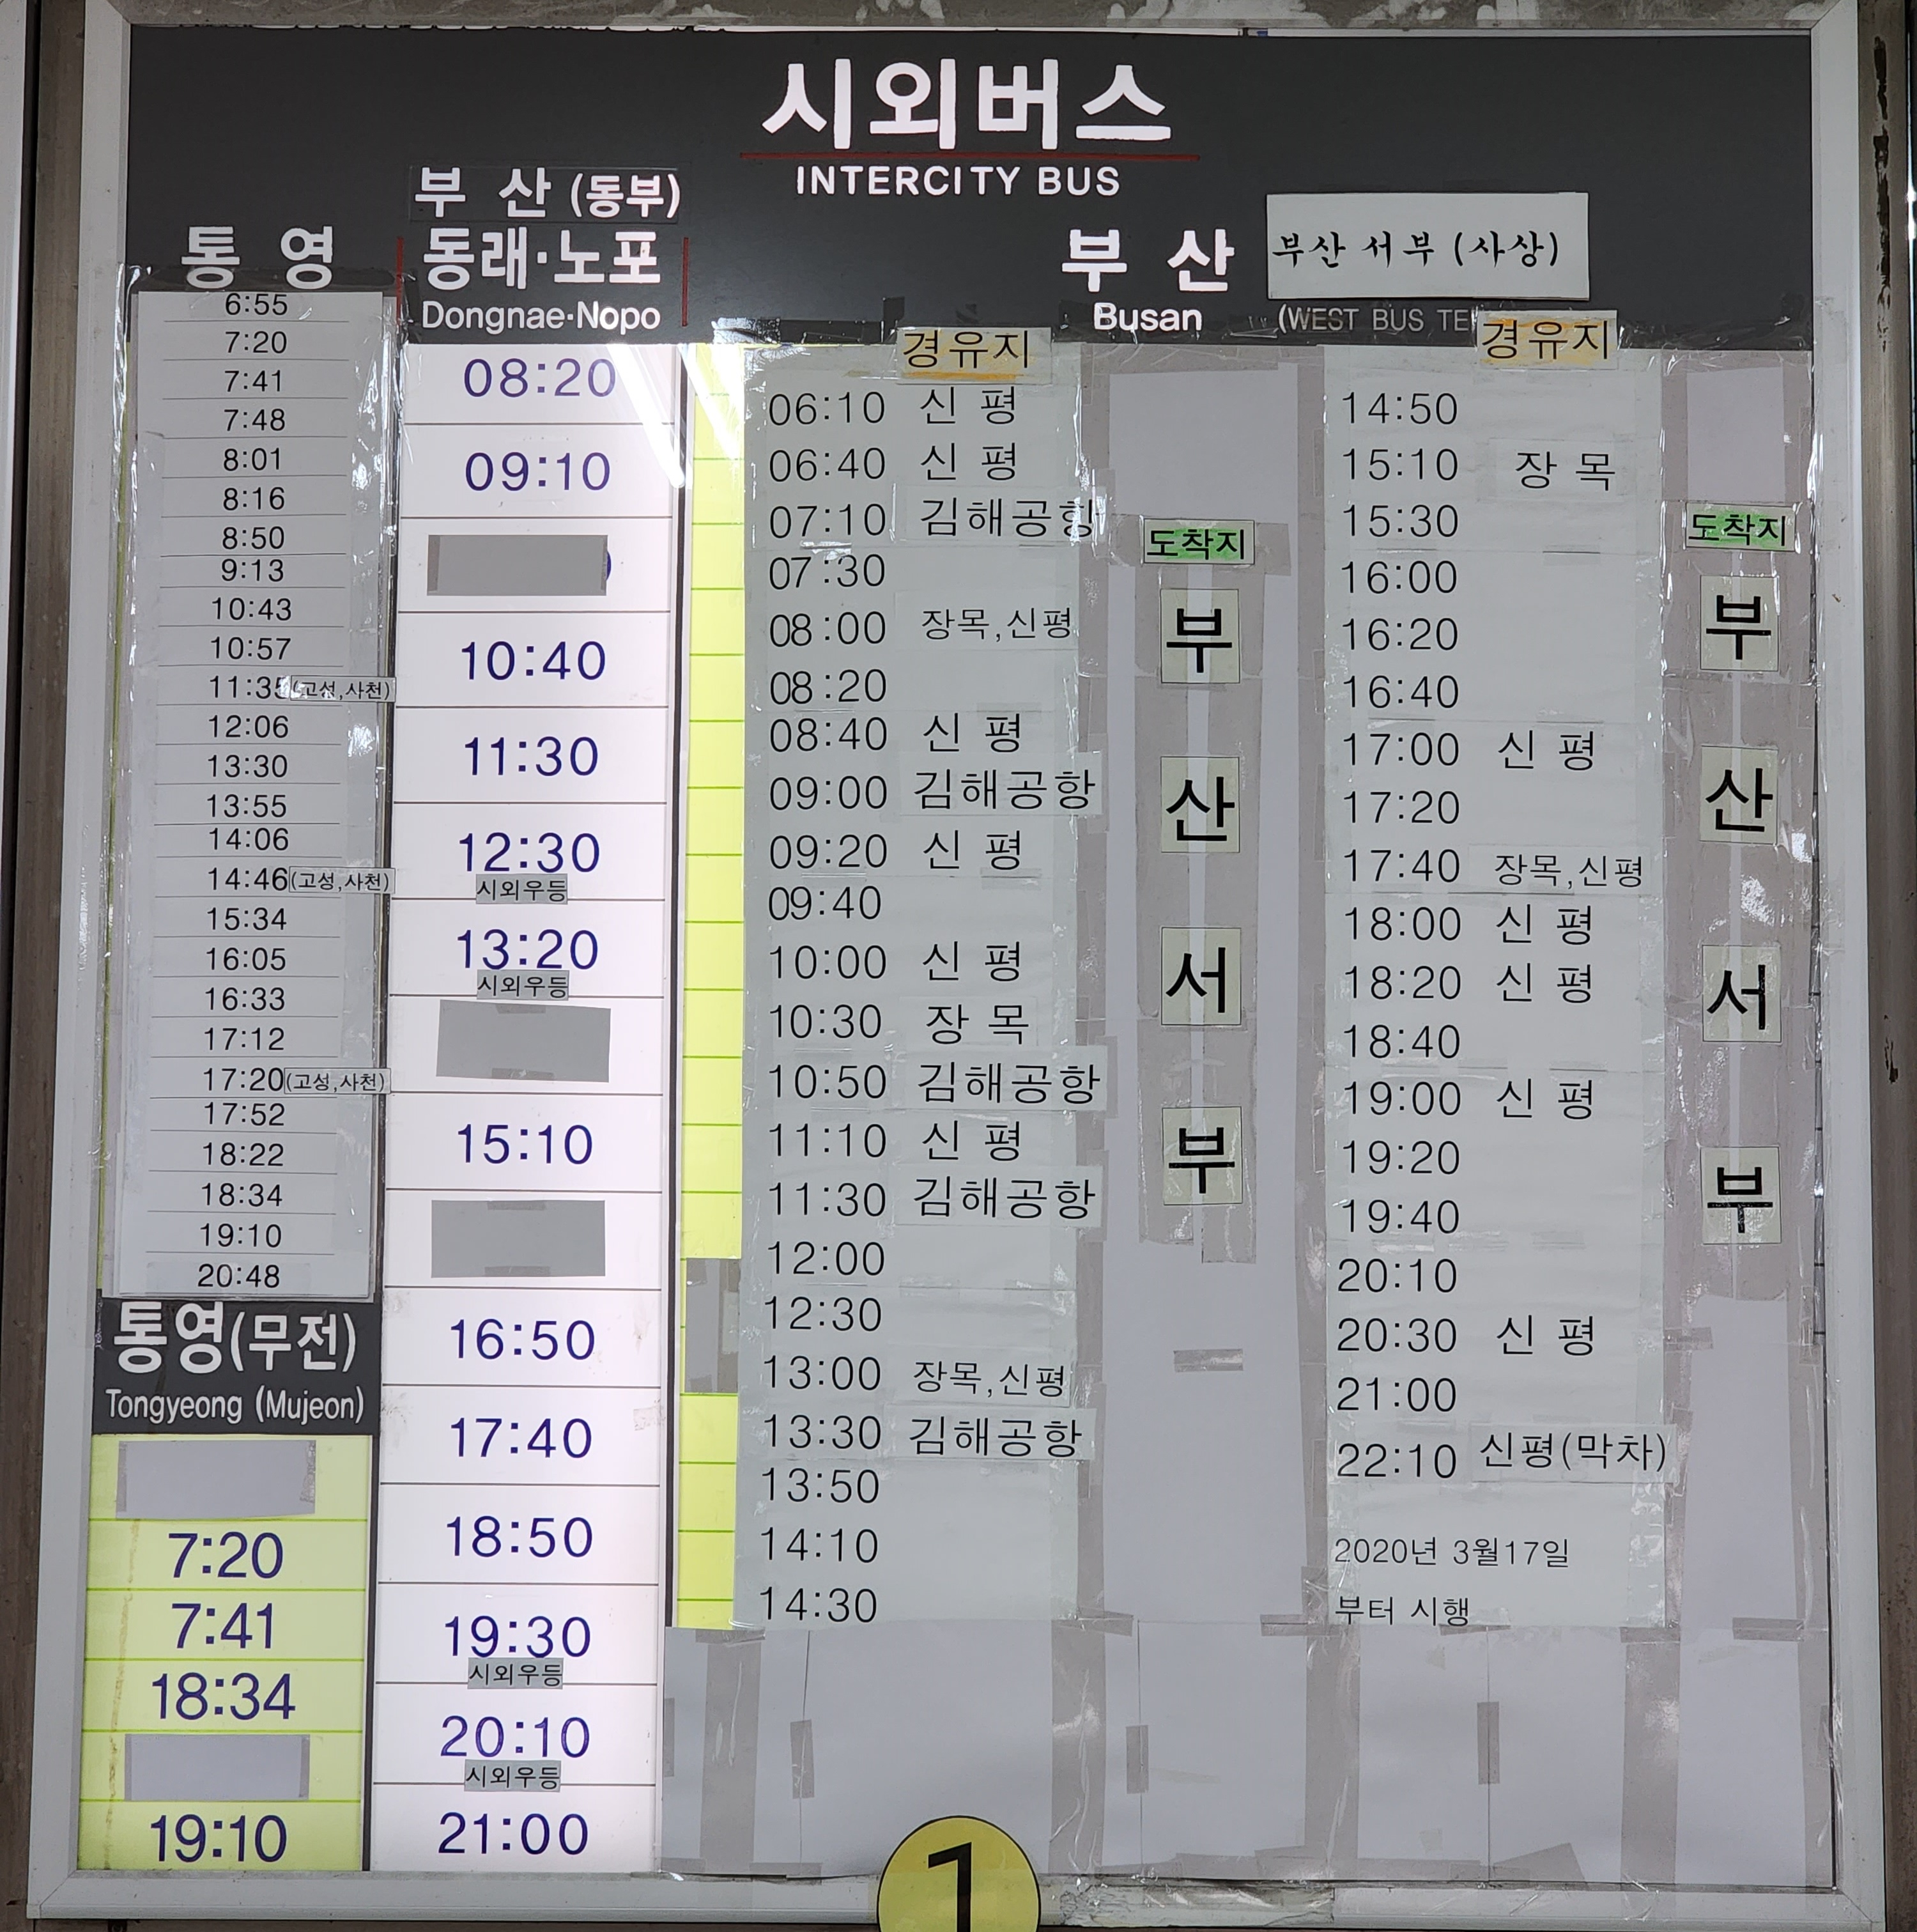 시외버스
INTERCITY BUS
통 영
6:55
7:20
7:41
7:48
8:01
8:16
8:50
9:13
10:43
10:57
11:35 (고성,사천)
12:06
13:30
13:55
14:06
14:46 (고성,사천)
15:34
16:05
16:33
17:12
17:20 (고성,사천)
17:52
18:22
18:34
19:10
20:48
통영(무전)
Tongyeong (Mujeon)
7:20
7:41
18:34
19:10
부 산 (동부)
동래·노포
Dongnae·Nopo
08:20
09:10
10:40
11:30
12:30
시외우등
13:20
시외우등
15:10
16:50
17:40
18:50
19:30
시외우등
20:10
시외우등
21:00
부 산 부산 서부 (사상)
Busan (WEST BUS
경유지
06:10 신 평
06:40 신 평
07:10 김해공항
07:30
08:00 장목,신평
08:20
08:40 신 평
09:00 김해공항
09:20 신 평
09:40
10:00 신 평
10:30 장 목
10:50 김해공항
11:10 신 평
11:30 김해공항
12:00
12:30
13:00 장목,신평
13:30 김해공항
13:50
14:10
14:30
도착지
부
산
서
부
경유지
14:50
15:10 장 목
15:30
16:00
16:20
16:40
17:00 신 평
17:20
17:40 장목,신평
18:00 신 평
18:20 신 평
18:40
19:00 신 평
19:20
19:40
20:10
20:30 신 평
21:00
22:10 신평(막차)
2020년 3월17일
부터 시행
도착지
부
산
서
부
1